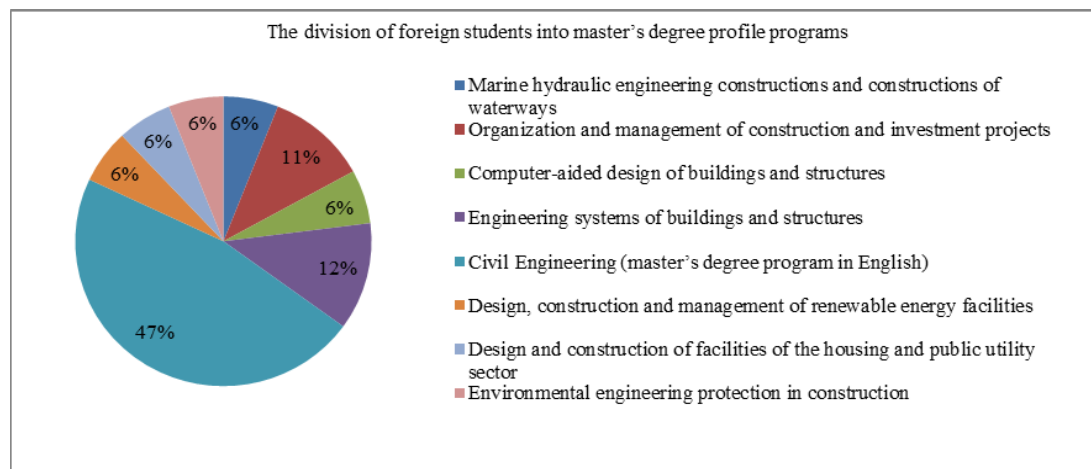 The division of foreign students into master's degree profile programs
6%
6%
11%
6%
12%
47%
6%
6%
Marine hydraulic engineering constructions and constructions of
waterways
Organization and management of construction and investment projects
Computer-aided design of buildings and structures
Engineering systems of buildings and structures
Civil Engineering (master's degree program in English)
Design, construction and management of renewable energy facilities
Design and construction of facilities of the housing and public utility
sector
Environmental engineering protection in construction